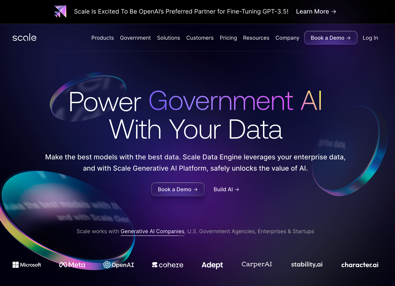 Scale Is Excited To Be OpenAI's Preferred Partner for Fine-Tuning GPT-3.5! Learn More →
scale Products Government Solutions Customers Pricing Resources Company Book a Demo → Log In
Power Government AI
With Your Data
Make the best models with the best data. Scale Data Engine leverages your enterprise data,
and with Scale Generative AI Platform, safely unlocks the value of AI.
Book a Demo → Build AI →
Scale works with Generative AI Companies, U.S. Government Agencies, Enterprises & Startups
Microsoft Meta OpenAI cohere Adept CarperAI stability.ai character.ai